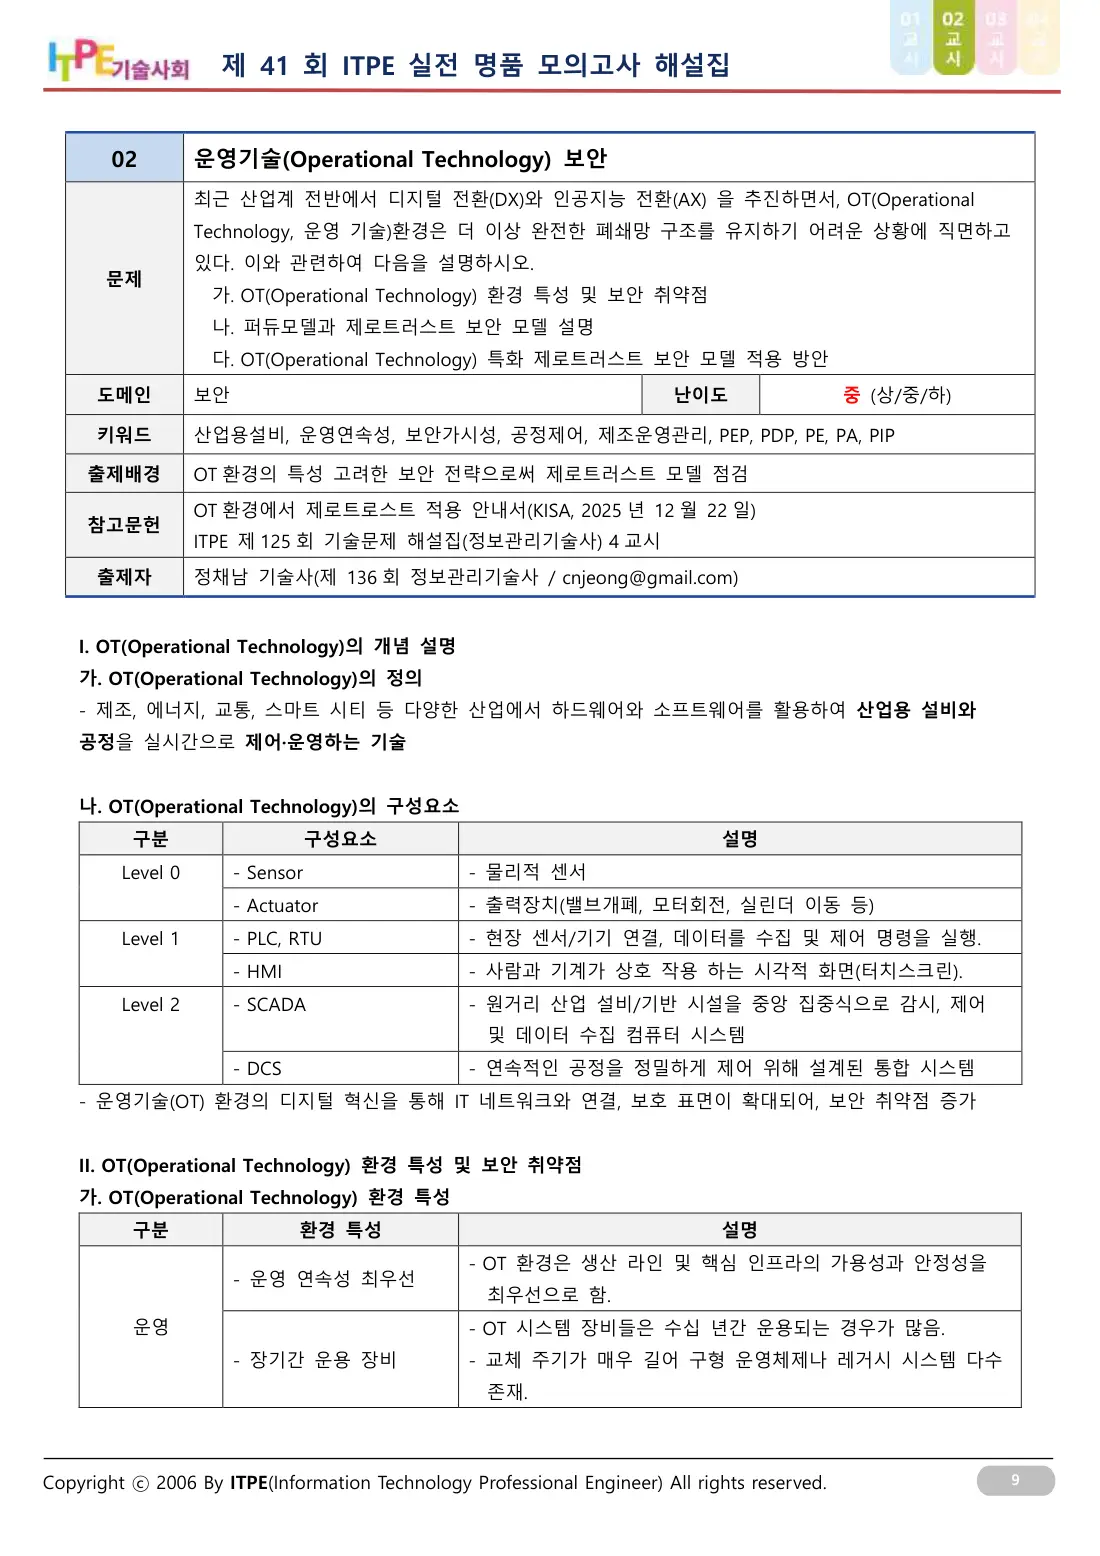 ITPE기술사회 제 41 회 ITPE 실전 명품 모의고사 해설집
01 교시 02 교시 03 교시
02 운영기술(Operational Technology) 보안
문제
최근 산업계 전반에서 디지털 전환(DX)와 인공지능 전환(AX) 을 추진하면서, OT(Operational
Technology, 운영 기술)환경은 더 이상 완전한 폐쇄망 구조를 유지하기 어려운 상황에 직면하고
있다. 이와 관련하여 다음을 설명하시오.
가. OT(Operational Technology) 환경 특성 및 보안 취약점
나. 퍼듀모델과 제로트러스트 보안 모델 설명
다. OT(Operational Technology) 특화 제로트러스트 보안 모델 적용 방안
도메인 보안 난이도 중 (상/중/하)
키워드 산업용설비, 운영연속성, 보안가시성, 공정제어, 제조운영관리, PEP, PDP, PE, PA, PIP
출제배경 OT 환경의 특성 고려한 보안 전략으로써 제로트러스트 모델 점검
참고문헌
OT 환경에서 제로트로스트 적용 안내서(KISA, 2025 년 12 월 22 일)
ITPE 제 125 회 기술문제 해설집(정보관리기술사) 4 교시
출제자 정채남 기술사(제 136 회 정보관리기술사 / cnjeong@gmail.com)
I. OT(Operational Technology)의 개념 설명
가. OT(Operational Technology)의 정의
- 제조, 에너지, 교통, 스마트 시티 등 다양한 산업에서 하드웨어와 소프트웨어를 활용하여 산업용 설비와
공정을 실시간으로 제어·운영하는 기술
나. OT(Operational Technology)의 구성요소
구분 구성요소 설명
Level 0 - Sensor - 물리적 센서
- Actuator - 출력장치(밸브개폐, 모터회전, 실린더 이동 등)
Level 1 - PLC, RTU - 현장 센서/기기 연결, 데이터를 수집 및 제어 명령을 실행.
- HMI - 사람과 기계가 상호 작용 하는 시각적 화면(터치스크린).
Level 2 - SCADA - 원거리 산업 설비/기반 시설을 중앙 집중식으로 감시, 제어
및 데이터 수집 컴퓨터 시스템
- DCS - 연속적인 공정을 정밀하게 제어 위해 설계된 통합 시스템
- 운영기술(OT) 환경의 디지털 혁신을 통해 IT 네트워크와 연결, 보호 표면이 확대되어, 보안 취약점 증가
II. OT(Operational Technology) 환경 특성 및 보안 취약점
가. OT(Operational Technology) 환경 특성
구분 환경 특성 설명
운영
- 운영 연속성 최우선
- OT 환경은 생산 라인 및 핵심 인프라의 가용성과 안정성을
최우선으로 함.
- 장기간 운용 장비
- OT 시스템 장비들은 수십 년간 운용되는 경우가 많음.
- 교체 주기가 매우 길어 구형 운영체제나 레거시 시스템 다수
존재.
Copyright ⓒ 2006 By ITPE(Information Technology Professional Engineer) All rights reserved.
9